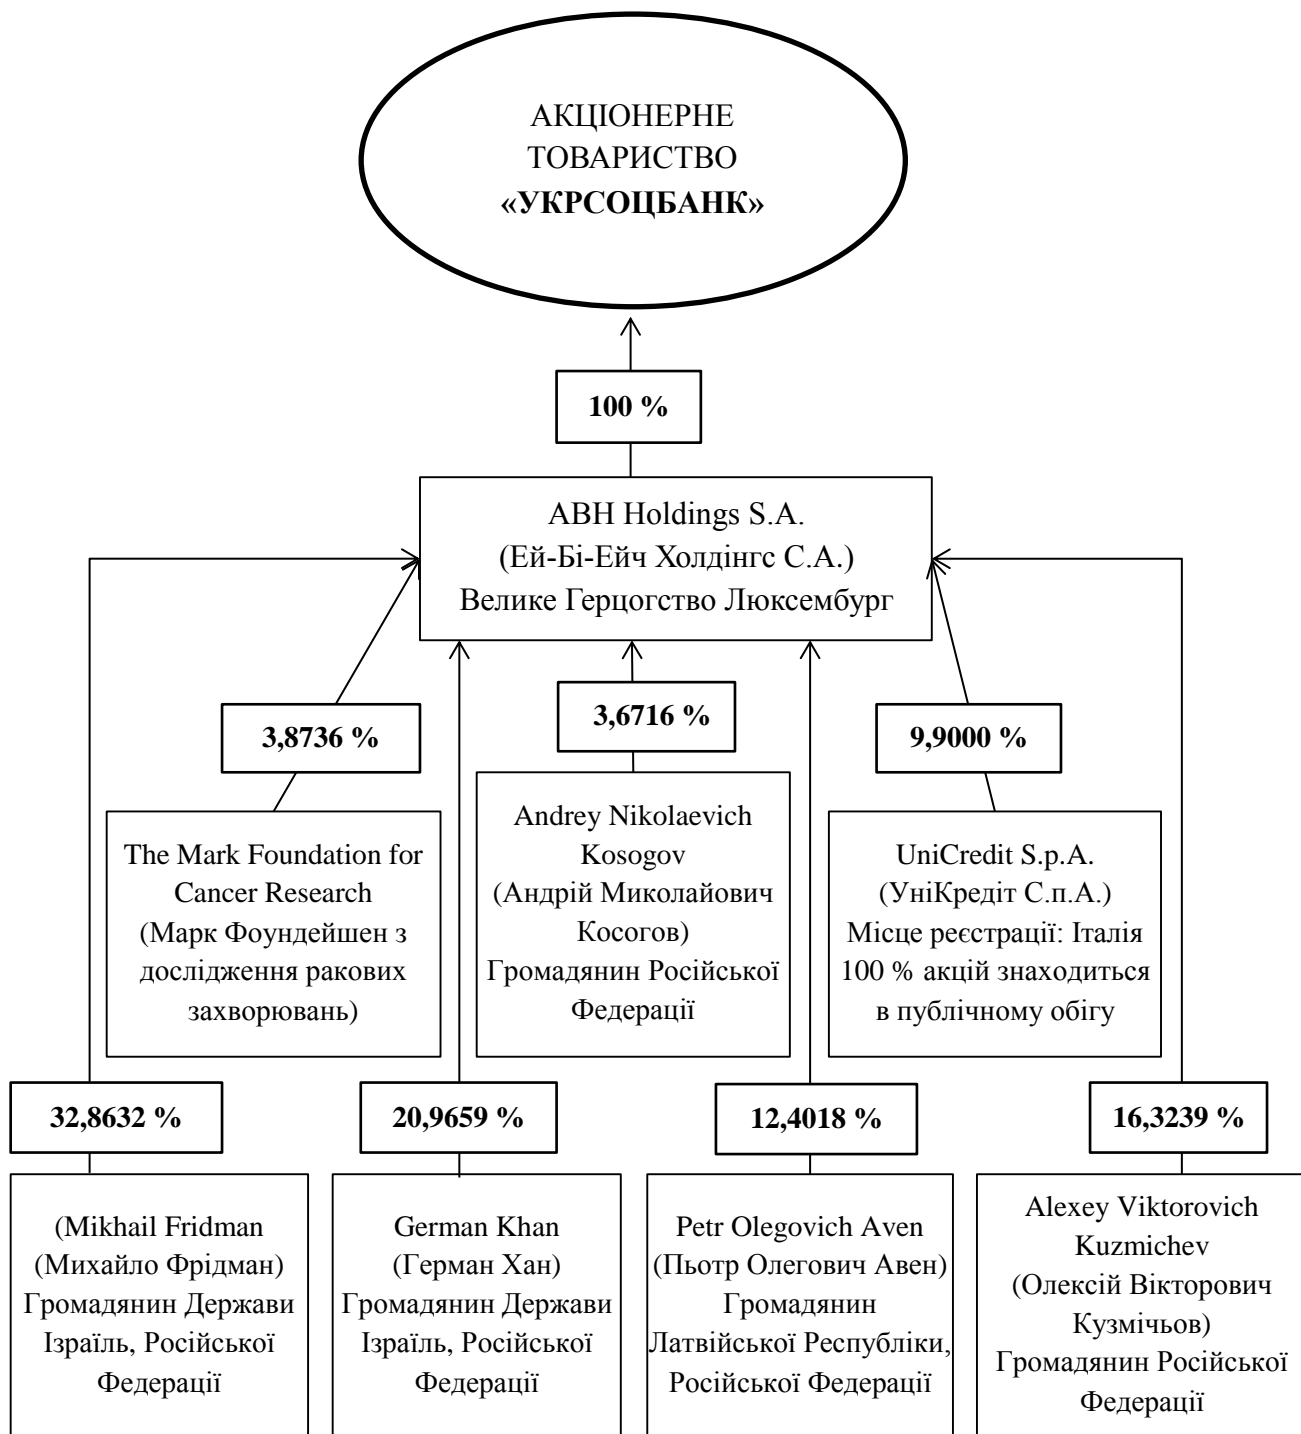 АКЦІОНЕРНЕ
ТОВАРИСТВО
«УКРСОЦБАНК»
100 %
ABH Holdings S.A.
(Ей-Бі-Ейч Холдінгс С.А.)
Велике Герцогство Люксембург
3,8736 %
3,6716 %
9,9000 %
The Mark Foundation for
Cancer Research
(Марк Фоундейшен з
дослідження ракових
захворювань)
Andrey Nikolaevich
Kosogov
(Андрій Миколайович
Косогов)
Громадянин Російської
Федерації
UniCredit S.p.A.
(УніКредіт С.п.А.)
Місце реєстрації: Італія
100 % акцій знаходиться
в публічному обігу
32,8632 %
20,9659 %
12,4018 %
16,3239 %
(Mikhail Fridman
(Михайло Фрідман)
Громадянин Держави
Ізраїль, Російської
Федерації
German Khan
(Герман Хан)
Громадянин Держави
Ізраїль, Російської
Федерації
Petr Olegovich Aven
(Пьотр Олегович Авен)
Громадянин
Латвійської Республіки,
Російської Федерації
Alexey Viktorovich
Kuzmichev
(Олексій Вікторович
Кузмічьов)
Громадянин Російської
Федерації